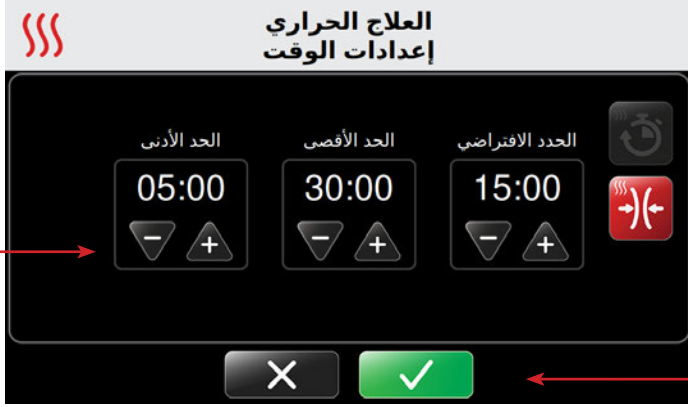 العلاج الحراري
إعدادات الوقت
الحدد الافتراضي
الحد الأقصى
الحد الأدنى
15:00
30:00
05:00
- +
- +
- +